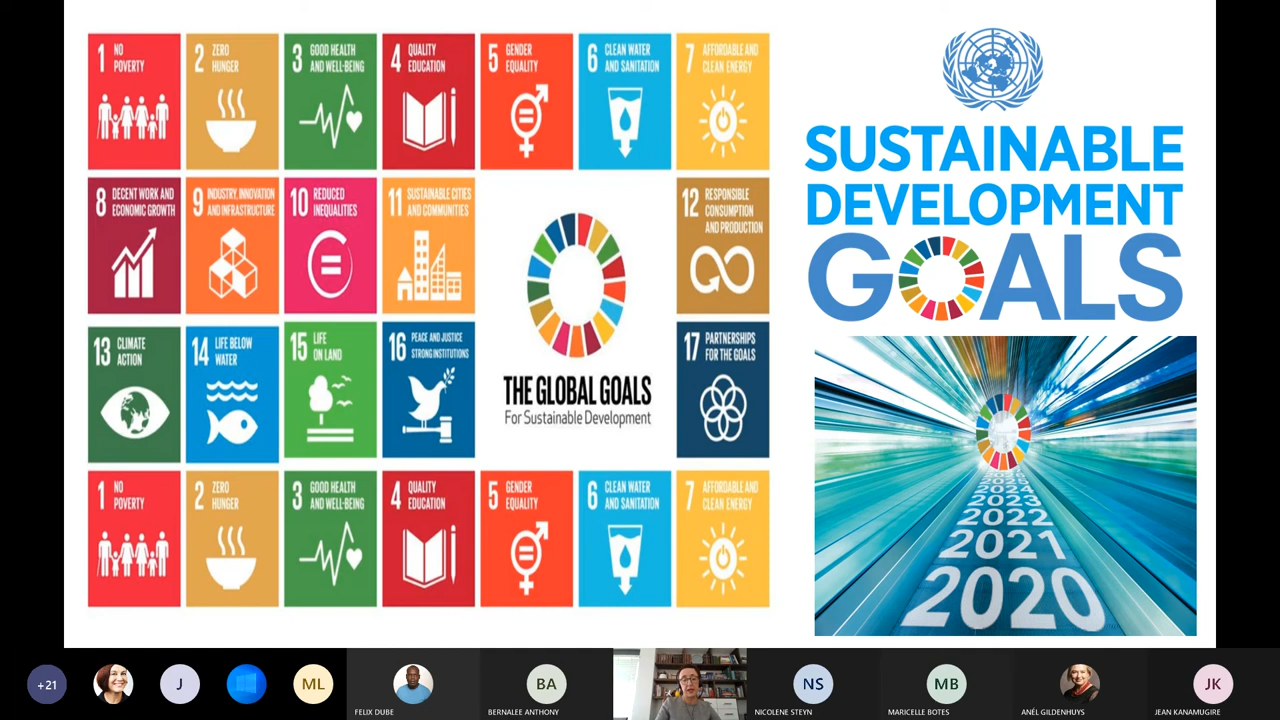 1 NO
POVERTY
2 ZERO
HUNGER
3 GOOD HEALTH
AND WELL-BEING
4 QUALITY
EDUCATION
5 GENDER
EQUALITY
6 CLEAN WATER
AND SANITATION
7 AFFORDABLE AND
CLEAN ENERGY
8 DECENT WORK AND
ECONOMIC GROWTH
9 INDUSTRY, INNOVATION
AND INFRASTRUCTURE
10 REDUCED
INEQUALITIES
11 SUSTAINABLE CITIES
AND COMMUNITIES
12 RESPONSIBLE
CONSUMPTION
AND PRODUCTION
13 CLIMATE
ACTION
14 LIFE BELOW
WATER
15 LIFE
ON LAND
16 PEACE AND JUSTICE
STRONG INSTITUTIONS
THE GLOBAL GOALS
For Sustainable Development
17 PARTNERSHIPS
FOR THE GOALS
1 NO
POVERTY
2 ZERO
HUNGER
3 GOOD HEALTH
AND WELL-BEING
4 QUALITY
EDUCATION
5 GENDER
EQUALITY
6 CLEAN WATER
AND SANITATION
7 AFFORDABLE AND
CLEAN ENERGY
SUSTAINABLE
DEVELOPMENT
GOALS
2023
2022
2021
2020
+21
J
ML
FELIX DUBE
BA
BERNALEE ANTHONY
NS
NICOLENE STEYN
MB
MARICELLE BOTES
ANÉL GILDENHUYS
JK
JEAN KANAMUGIRE